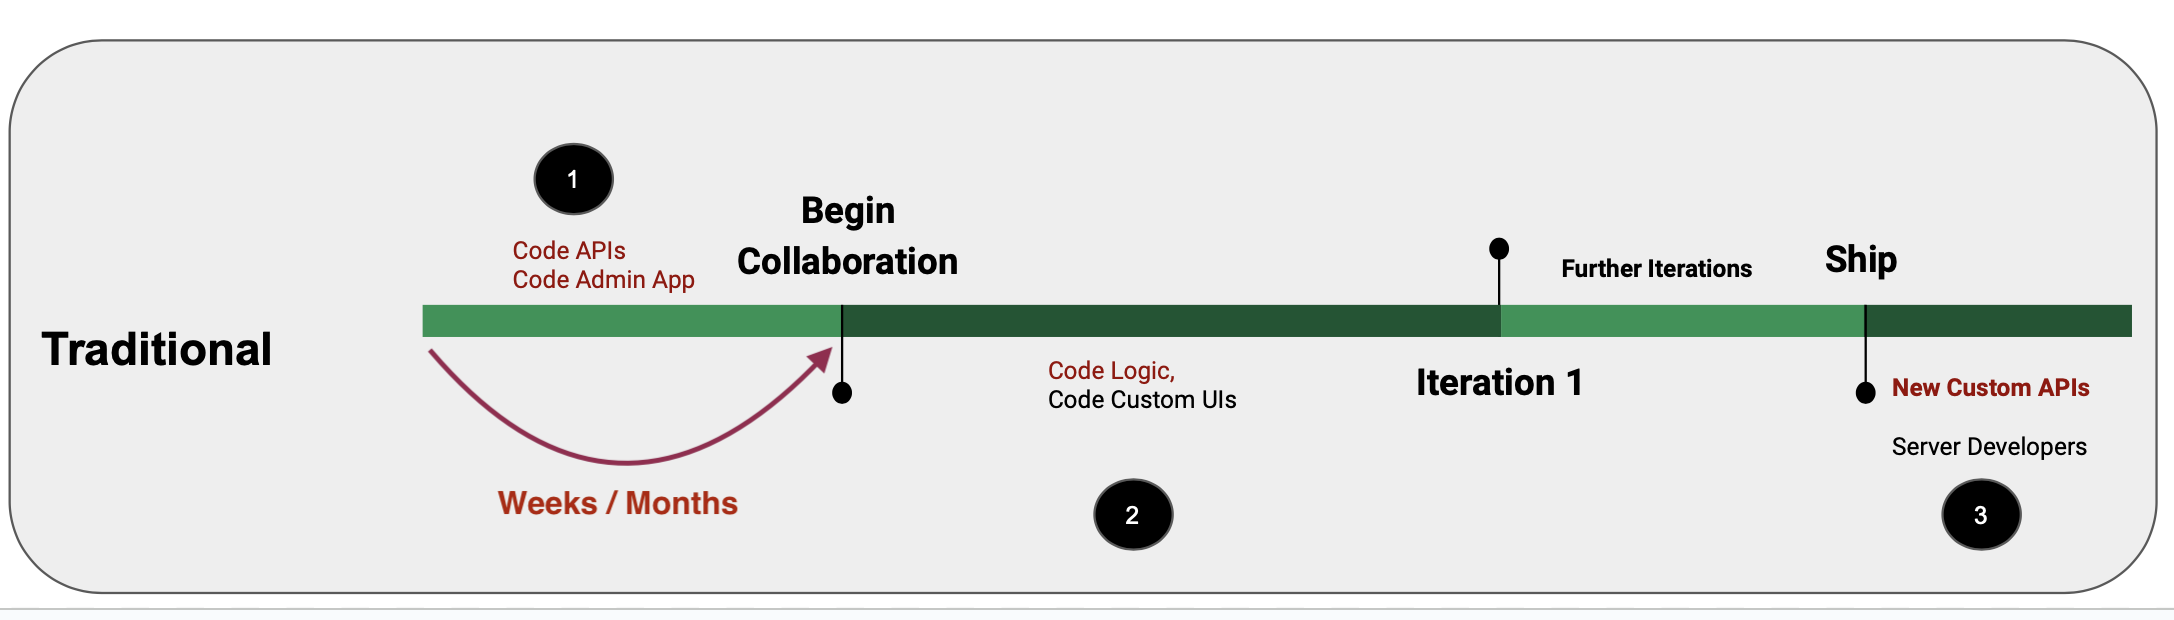 1
Begin
Collaboration
Code APIs
Code Admin App
Further Iterations
Ship
Traditional
Code Logic,
Code Custom UIs
Iteration 1
New Custom APIs
Server Developers
Weeks / Months
2
3